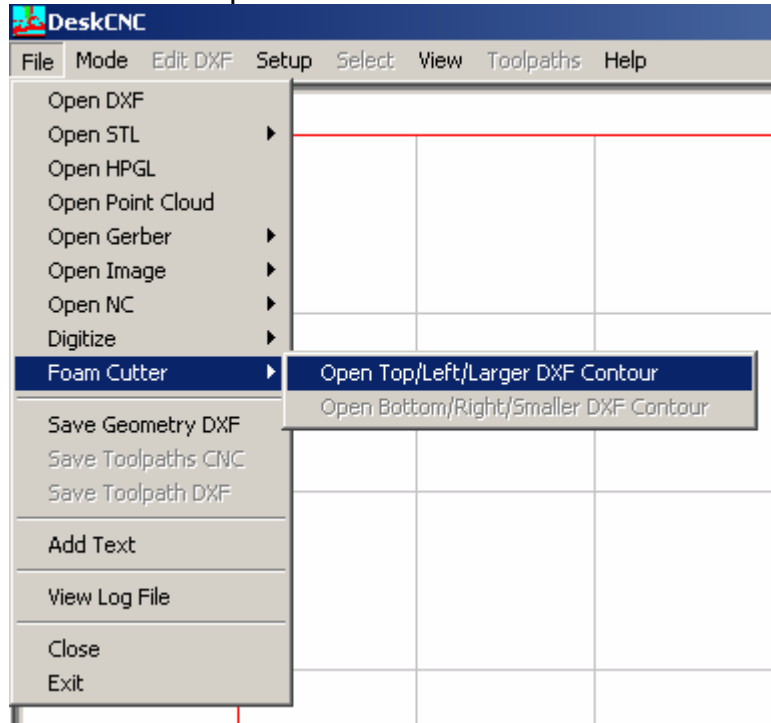 DeskCNC
File Mode Edit DXF Setup Select View Toolpaths Help
Open DXF
Open STL
Open HPGL
Open Point Cloud
Open Gerber
Open Image
Open NC
Digitize
Foam Cutter
Open Top/Left/Larger DXF Contour
Open Bottom/Right/Smaller DXF Contour
Save Geometry DXF
Save Toolpaths CNC
Save Toolpath DXF
Add Text
View Log File
Close
Exit